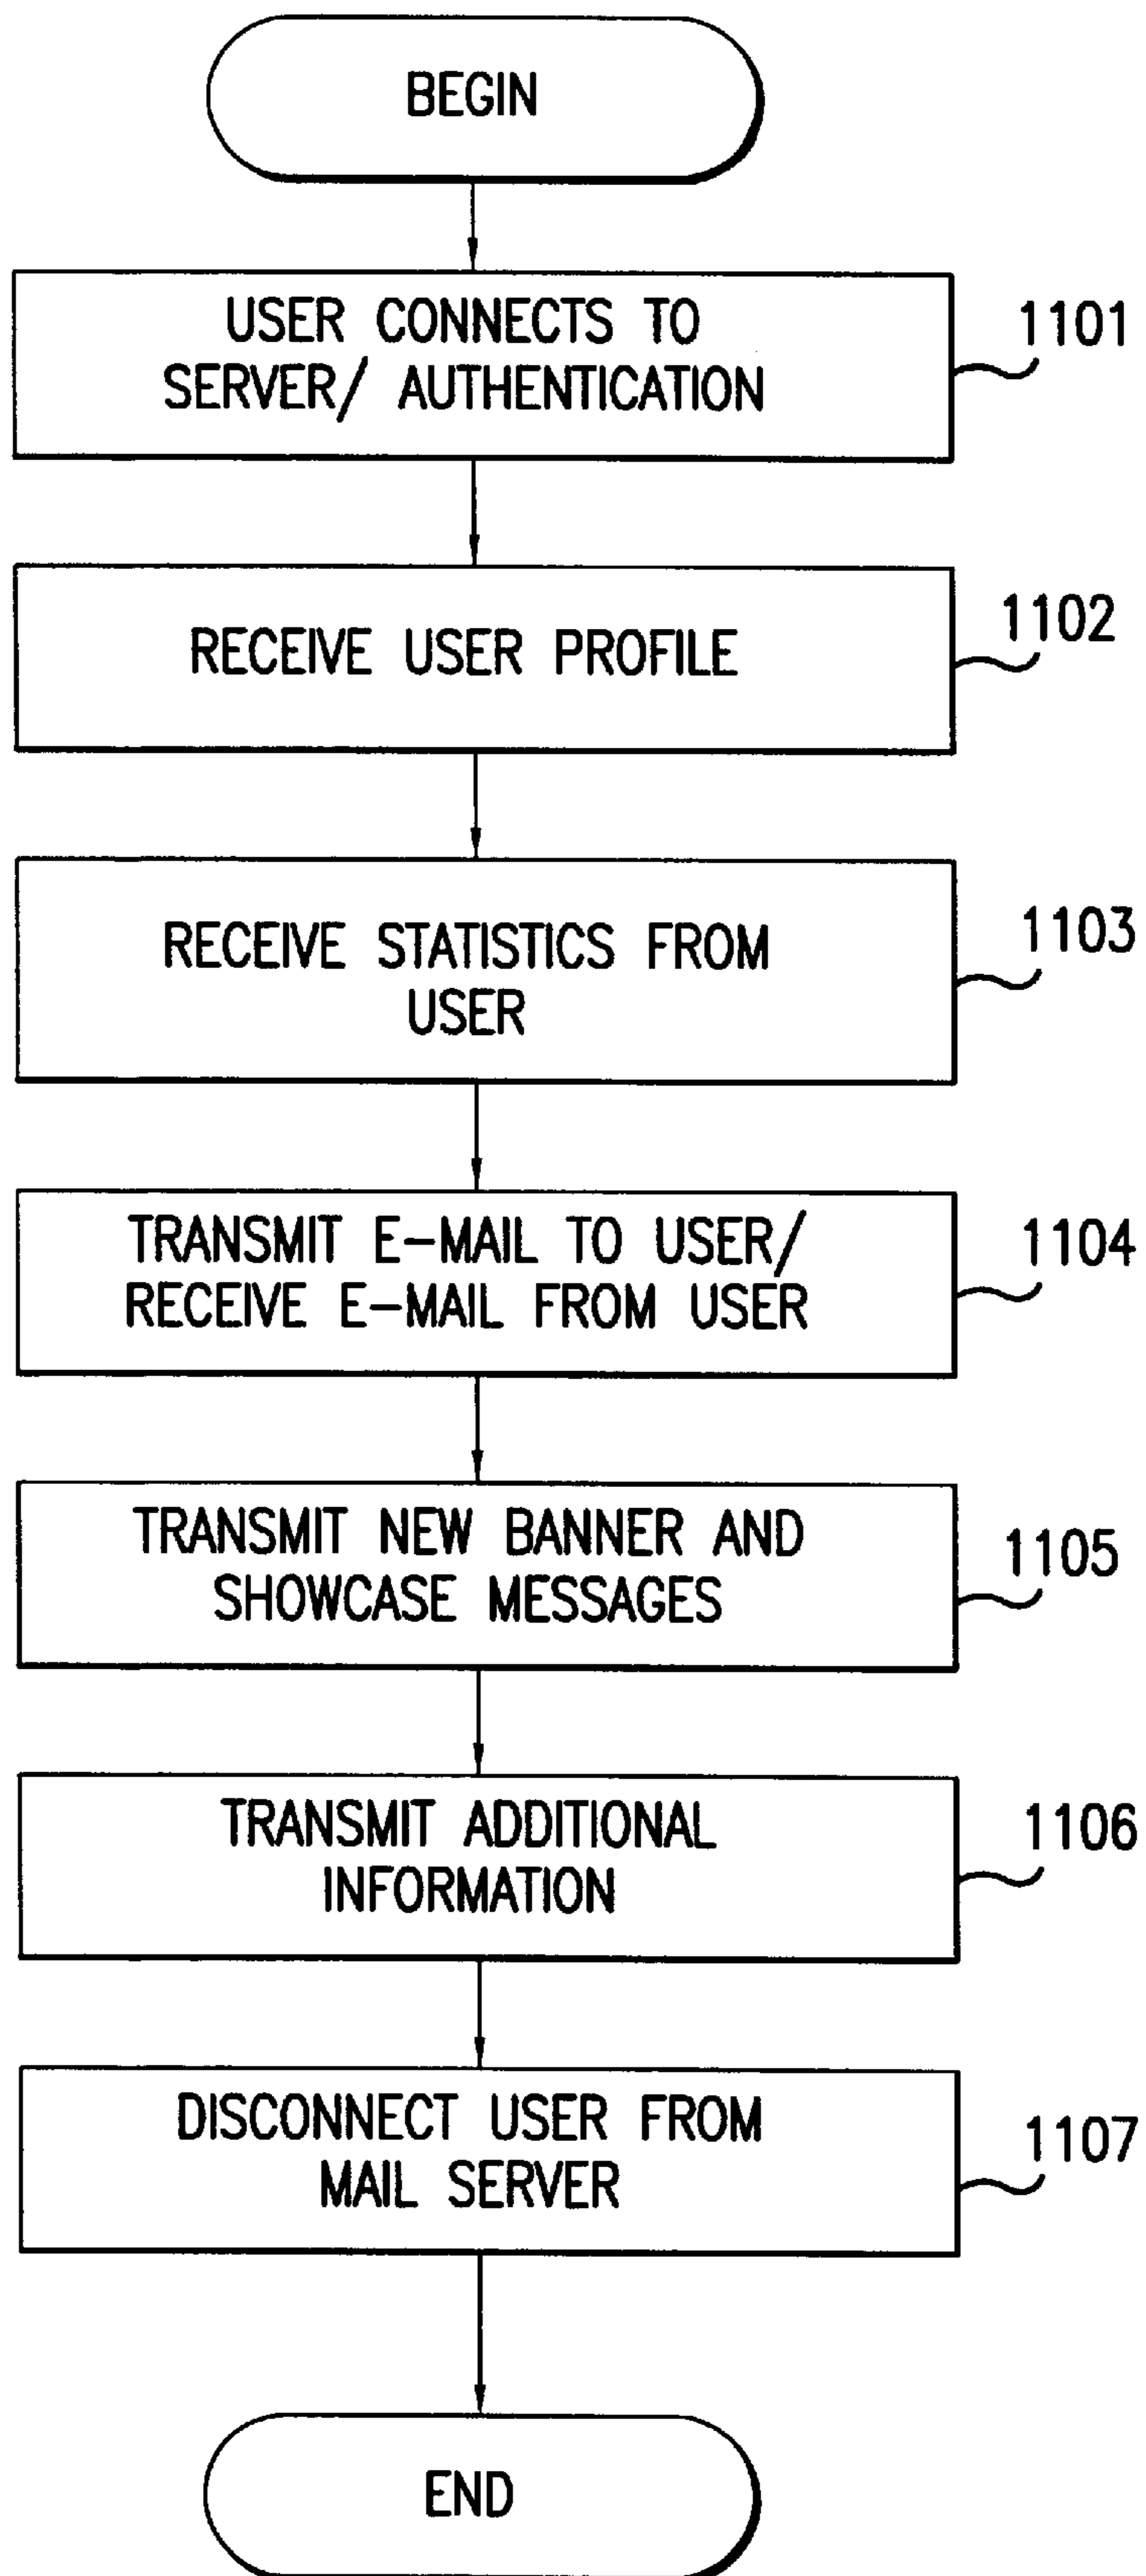 BEGIN
USER CONNECTS TO
SERVER/ AUTHENTICATION
1101
RECEIVE USER PROFILE
1102
RECEIVE STATISTICS FROM
USER
1103
TRANSMIT E-MAIL TO USER/
RECEIVE E-MAIL FROM USER
1104
TRANSMIT NEW BANNER AND
SHOWCASE MESSAGES
1105
TRANSMIT ADDITIONAL
INFORMATION
1106
DISCONNECT USER FROM
MAIL SERVER
1107
END